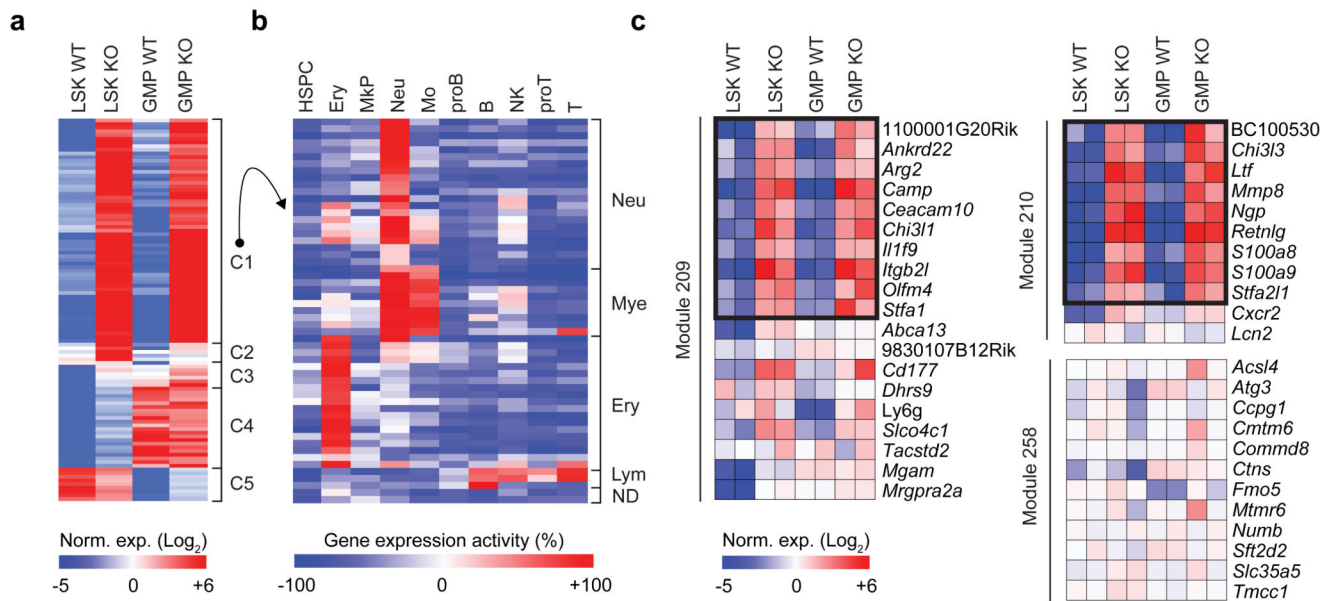 a
LSK WT
LSK KO
GMP WT
GMP KO
C1
C2
C3
C4
C5
Norm. exp. (Log2)
-5
0
+6
b
HSPC
Ery
MkP
Neu
Mo
proB
B
NK
proT
T
Neu
Mye
Ery
Lym
ND
Gene expression activity (%)
-100
0
+100
c
LSK WT
LSK KO
GMP WT
GMP KO
Module 209
1100001G20Rik
Ankrd22
Arg2
Camp
Ceacam10
Chi3l1
Il1f9
Itgb2l
Olfm4
Stfa1
Abca13
9830107B12Rik
Cd177
Dhrs9
Ly6g
Slco4c1
Tacstd2
Mgam
Mrgpra2a
Norm. exp. (Log2)
-5
0
+6
LSK WT
LSK KO
GMP WT
GMP KO
Module 210
BC100530
Chi3l3
Ltf
Mmp8
Ngp
Retnlg
S100a8
S100a9
Stfa2l1
Cxcr2
Lcn2
Module 258
Acsl4
Atg3
Ccpg1
Cmtm6
Commd8
Ctns
Fmo5
Mtmr6
Numb
Sft2d2
Slc35a5
Tmcc1